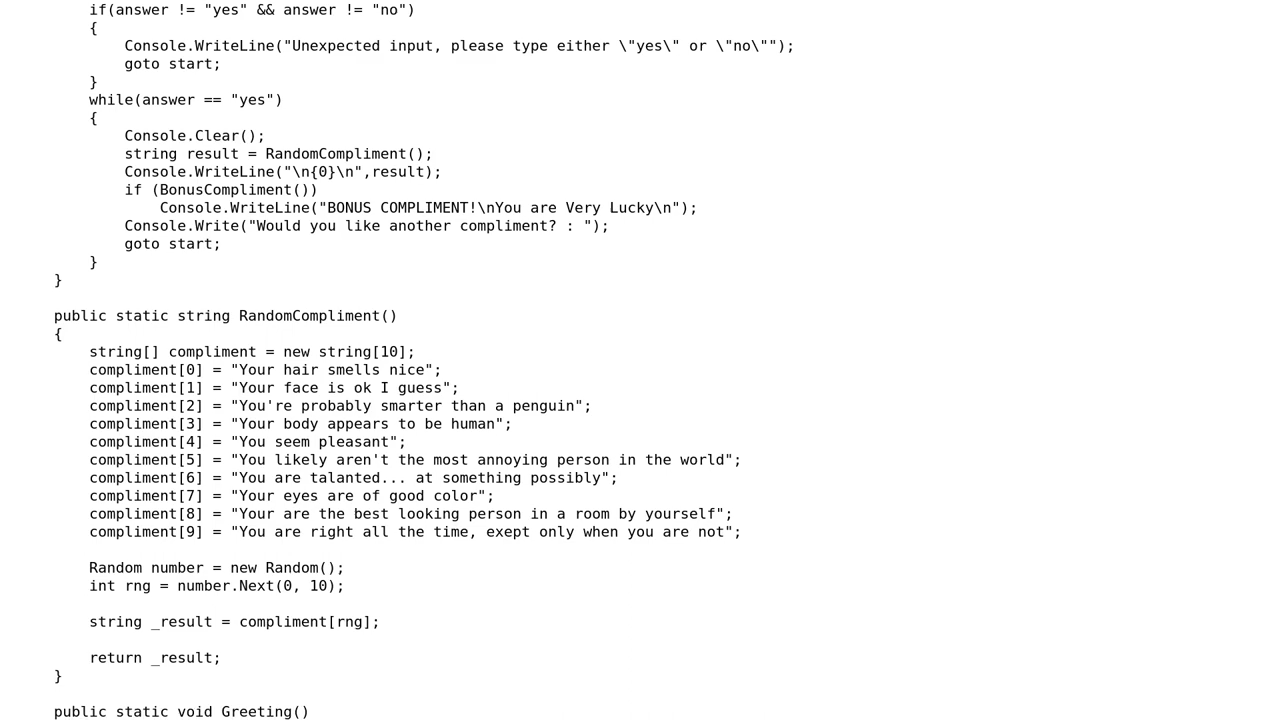 if(answer != "yes" && answer != "no")
{
Console.WriteLine("Unexpected input, please type either \"yes\" or \"no\"");
goto start;
}
while(answer == "yes")
{
Console.Clear();
string result = RandomCompliment();
Console.WriteLine("\n{0}\n",result);
if (BonusCompliment())
Console.WriteLine("BONUS COMPLIMENT!\nYou are Very Lucky\n");
Console.Write("Would you like another compliment? : ");
goto start;
}
}
public static string RandomCompliment()
{
string[] compliment = new string[10];
compliment[0] = "Your hair smells nice";
compliment[1] = "Your face is ok I guess";
compliment[2] = "You're probably smarter than a penguin";
compliment[3] = "Your body appears to be human";
compliment[4] = "You seem pleasant";
compliment[5] = "You likely aren't the most annoying person in the world";
compliment[6] = "You are talanted... at something possibly";
compliment[7] = "Your eyes are of good color";
compliment[8] = "Your are the best looking person in a room by yourself";
compliment[9] = "You are right all the time, exept only when you are not";
Random number = new Random();
int rng = number.Next(0, 10);
string _result = compliment[rng];
return _result;
}
public static void Greeting()